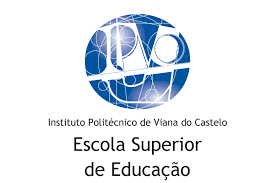 Instituto Politécnico de Viana do Castelo
Escola Superior
de Educação